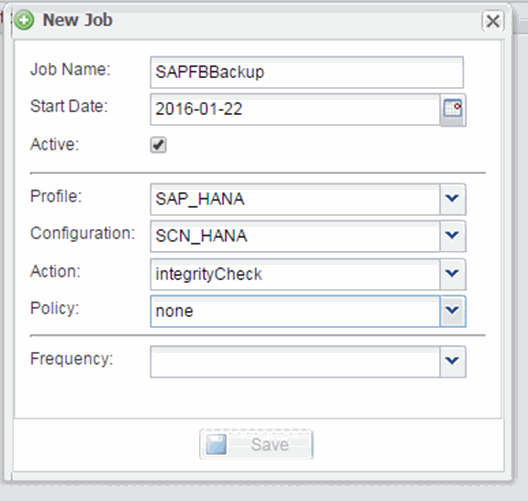 New Job
Job Name: SAPFBBackup
Start Date: 2016-01-22
Active:
Profile: SAP_HANA
Configuration: SCN_HANA
Action: integrityCheck
Policy: none
Frequency:
Save